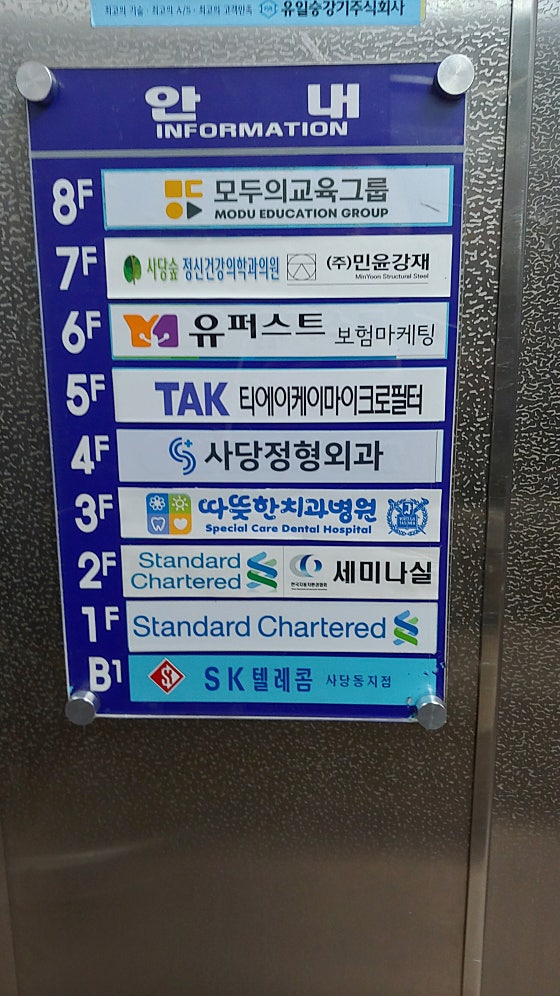 최고의 기술·최고의 A/S·최고의 고객만족 유일승강기주식회사
안 내
INFORMATION
8F 모두의교육그룹
MODU EDUCATION GROUP
7F 사당숲 정신건강의학과의원 (주)민윤강재
MinYoon Structural Steel
6F 유퍼스트 보험마케팅
5F TAK 티에이케이마이크로필터
4F 사당정형외과
3F 따뜻한치과병원
Special Care Dental Hospital
2F Standard Chartered 세미나실
1F Standard Chartered
B1 SK 텔레콤 사당동지점